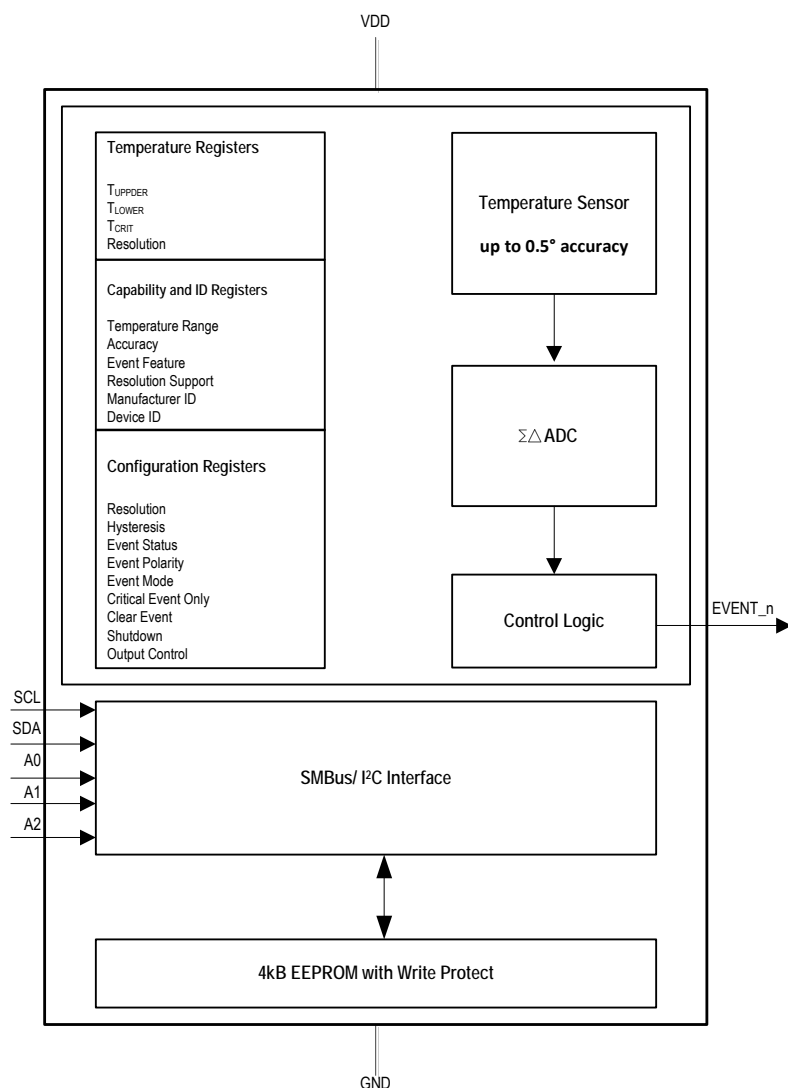 VDD
Temperature Registers
TUPPDER
TLOWER
TCRIT
Resolution
Capability and ID Registers
Temperature Range
Accuracy
Event Feature
Resolution Support
Manufacturer ID
Device ID
Configuration Registers
Resolution
Hysteresis
Event Status
Event Polarity
Event Mode
Critical Event Only
Clear Event
Shutdown
Output Control
Temperature Sensor
up to 0.5° accuracy
Σ△ ADC
Control Logic
EVENT_n
SCL
SDA
A0
A1
A2
SMBus/ I²C Interface
4kB EEPROM with Write Protect
GND